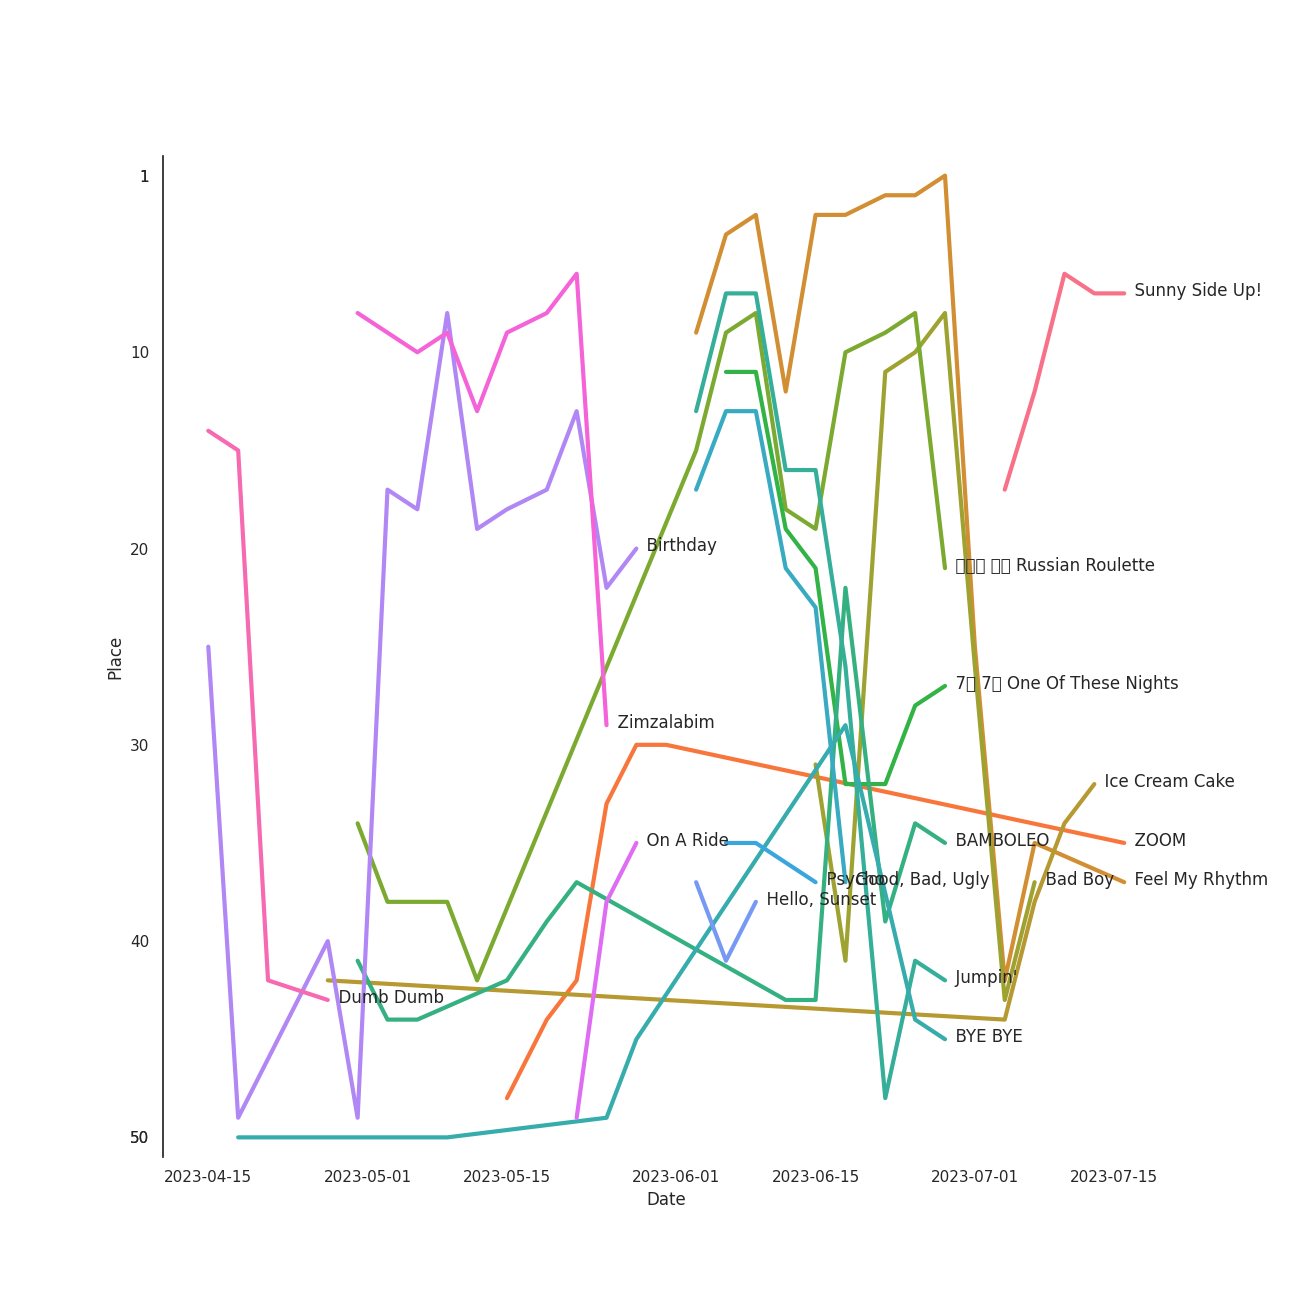 1
10
20
30
40
50
Place
Sunny Side Up!
Birthday
Russian Roulette
7 7 One Of These Nights
Zimzalabim
Ice Cream Cake
On A Ride
BAMBOLEO
ZOOM
Psycho
Good, Bad, Ugly
Bad Boy
Feel My Rhythm
Hello, Sunset
Jumpin'
Dumb Dumb
BYE BYE
2023-04-15
2023-05-01
2023-05-15
2023-06-01
2023-06-15
2023-07-01
2023-07-15
Date